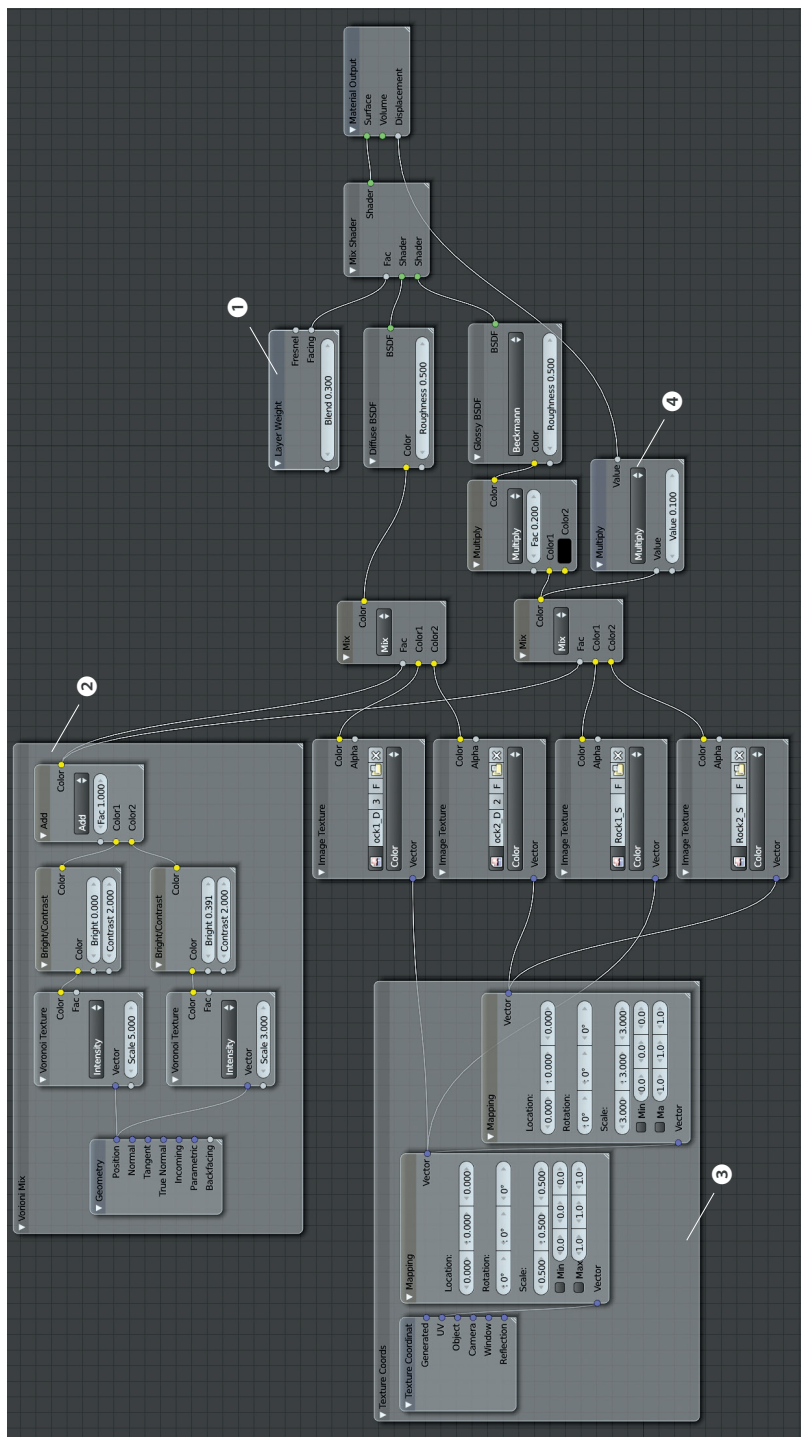 Vorioni Mix
Geometry
Position
Normal
Tangent
True Normal
Incoming
Parametric
Backfacing
Voronoi Texture
Color
Fac
Intensity
Vector
Scale 5.000
Voronoi Texture
Color
Fac
Intensity
Vector
Scale 3.000
Bright/Contrast
Color
Color
Bright 0.000
Contrast 2.000
Bright/Contrast
Color
Color
Bright 0.391
Contrast 2.000
Add
Color
Add
Fac 1.000
Color1
Color2
2
Layer Weight
Fresnel
Facing
Blend 0.300
1
Texture Coords
Texture Coordinat
Generated
UV
Object
Camera
Window
Reflection
Mapping
Vector
Location:
0.000 0.000 0.000
Rotation:
0° 0° 0°
Scale:
0.500 0.500 0.500
Min 0.0 0.0 0.0
Max 1.0 1.0 1.0
Vector
Mapping
Vector
Location:
0.000 0.000 0.000
Rotation:
0° 0° 0°
Scale:
3.000 3.000 3.000
Min 0.0 0.0 0.0
Ma 1.0 1.0 1.0
Vector
3
Image Texture
Color
Alpha
ock1_D 3 F
Color
Vector
Image Texture
Color
Alpha
ock2_D 2 F
Color
Vector
Image Texture
Color
Alpha
Rock1_S F
Color
Vector
Image Texture
Color
Alpha
Rock2_S F
Color
Vector
Mix
Color
Mix
Fac
Color1
Color2
Mix
Color
Mix
Fac
Color1
Color2
Diffuse BSDF
BSDF
Color
Roughness 0.500
Multiply
Color
Multiply
Fac 0.200
Color1
Color2
Glossy BSDF
BSDF
Beckmann
Color
Roughness 0.500
Multiply
Value
Multiply
Value
Value 0.100
4
Mix Shader
Shader
Fac
Shader
Shader
Material Output
Surface
Volume
Displacement